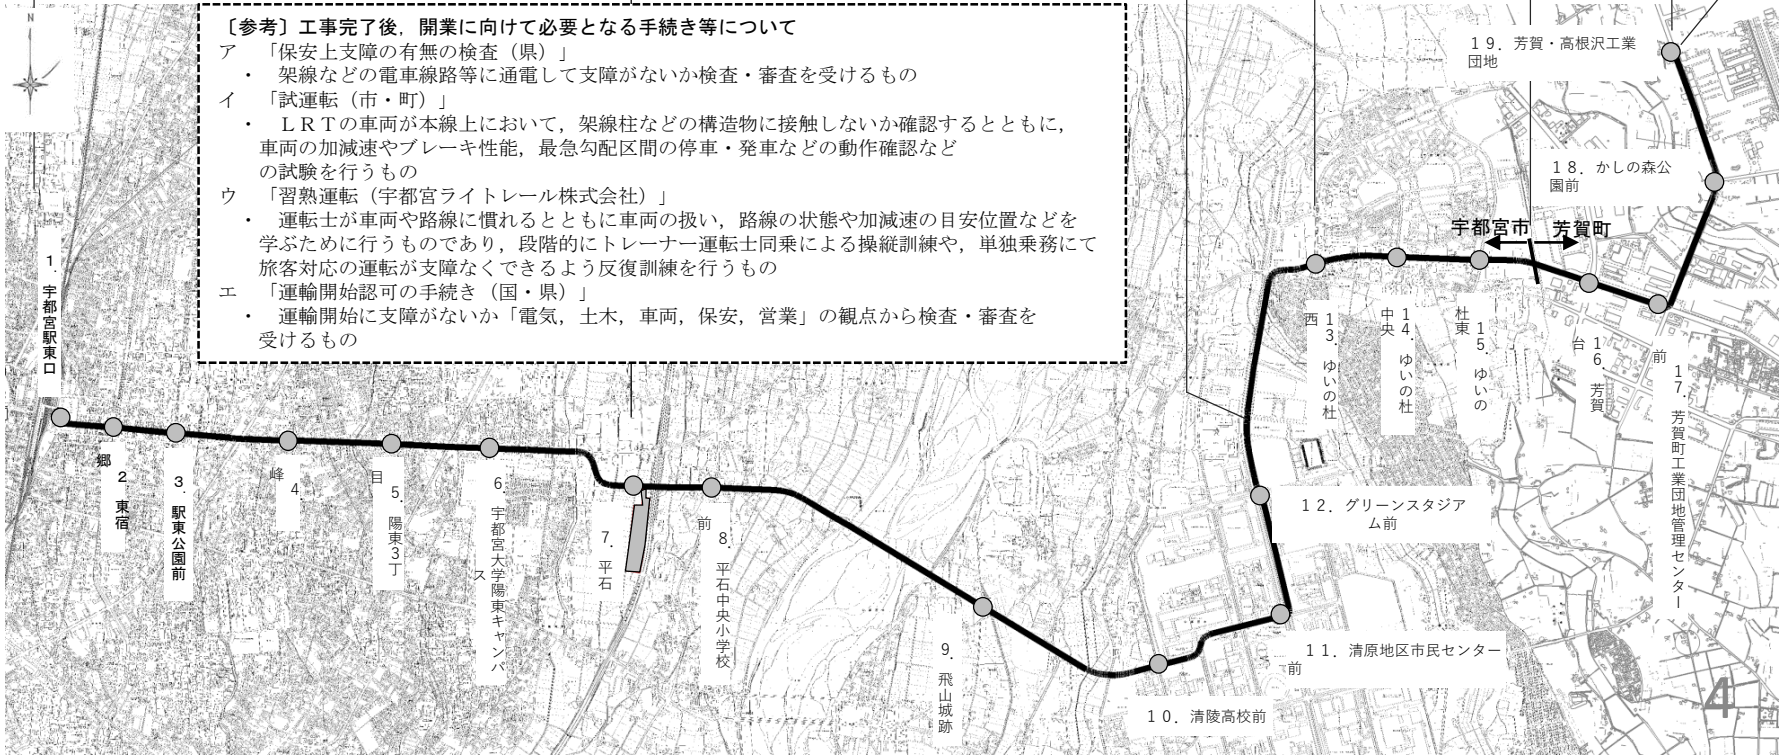 〔参考〕工事完了後，開業に向けて必要となる手続き等について
ア　「保安上支障の有無の検査（県）」
・　架線などの電車線路等に通電して支障がないか検査・審査を受けるもの
イ　「試運転（市・町）」
・　ＬＲＴの車両が本線上において，架線柱などの構造物に接触しないか確認するとともに，
車両の加減速やブレーキ性能，最急勾配区間の停車・発車などの動作確認など
の試験を行うもの
ウ　「習熟運転（宇都宮ライトレール株式会社）」
・　運転士が車両や路線に慣れるとともに車両の扱い，路線の状態や加減速の目安位置などを
学ぶために行うものであり，段階的にトレーナー運転士同乗による操縦訓練や，単独乗務にて
旅客対応の運転が支障なくできるよう反復訓練を行うもの
エ　「運輸開始認可の手続き（国・県）」
・　運輸開始に支障がないか「電気，土木，車両，保安，営業」の観点から検査・審査を
受けるもの
N
１．宇都宮駅東口
２．東宿
郷
３．駅東公園前
４．
峰
５．陽東３丁
目
６．宇都宮大学陽東キャンパ
ス
７．平石
８．平石中央小学校
前
９．飛山城跡
１０．清陵高校前
１１．清原地区市民センター
前
１２．グリーンスタジア
ム前
１３．ゆいの杜
西
１４．ゆいの杜
中央
１５．ゆいの
杜東
宇都宮市
芳賀町
１６．芳賀
台
１７．芳賀町工業団地管理センター
前
１８．かしの森公
園前
１９．芳賀・高根沢工業
団地
4